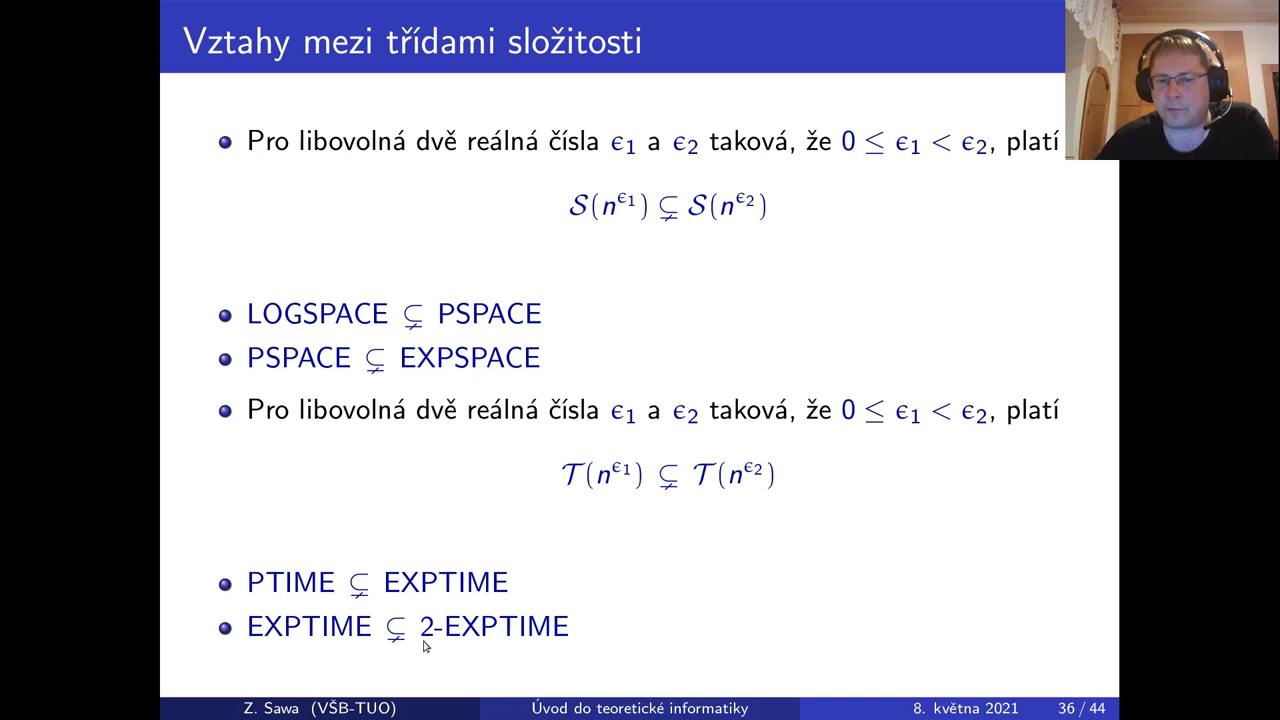 Vztahy mezi třídami složitosti
Pro libovolná dvě reálná čísla ϵ₁ a ϵ₂ taková, že 0 ≤ ϵ₁ < ϵ₂, platí
𝒮(n^ϵ₁) ⊊ 𝒮(n^ϵ₂)
LOGSPACE ⊊ PSPACE
PSPACE ⊊ EXPSPACE
Pro libovolná dvě reálná čísla ϵ₁ a ϵ₂ taková, že 0 ≤ ϵ₁ < ϵ₂, platí
𝒯(n^ϵ₁) ⊊ 𝒯(n^ϵ₂)
PTIME ⊊ EXPTIME
EXPTIME ⊊ 2-EXPTIME
Z. Sawa (VŠB-TUO) Úvod do teoretické informatiky 8. května 2021 36 / 44